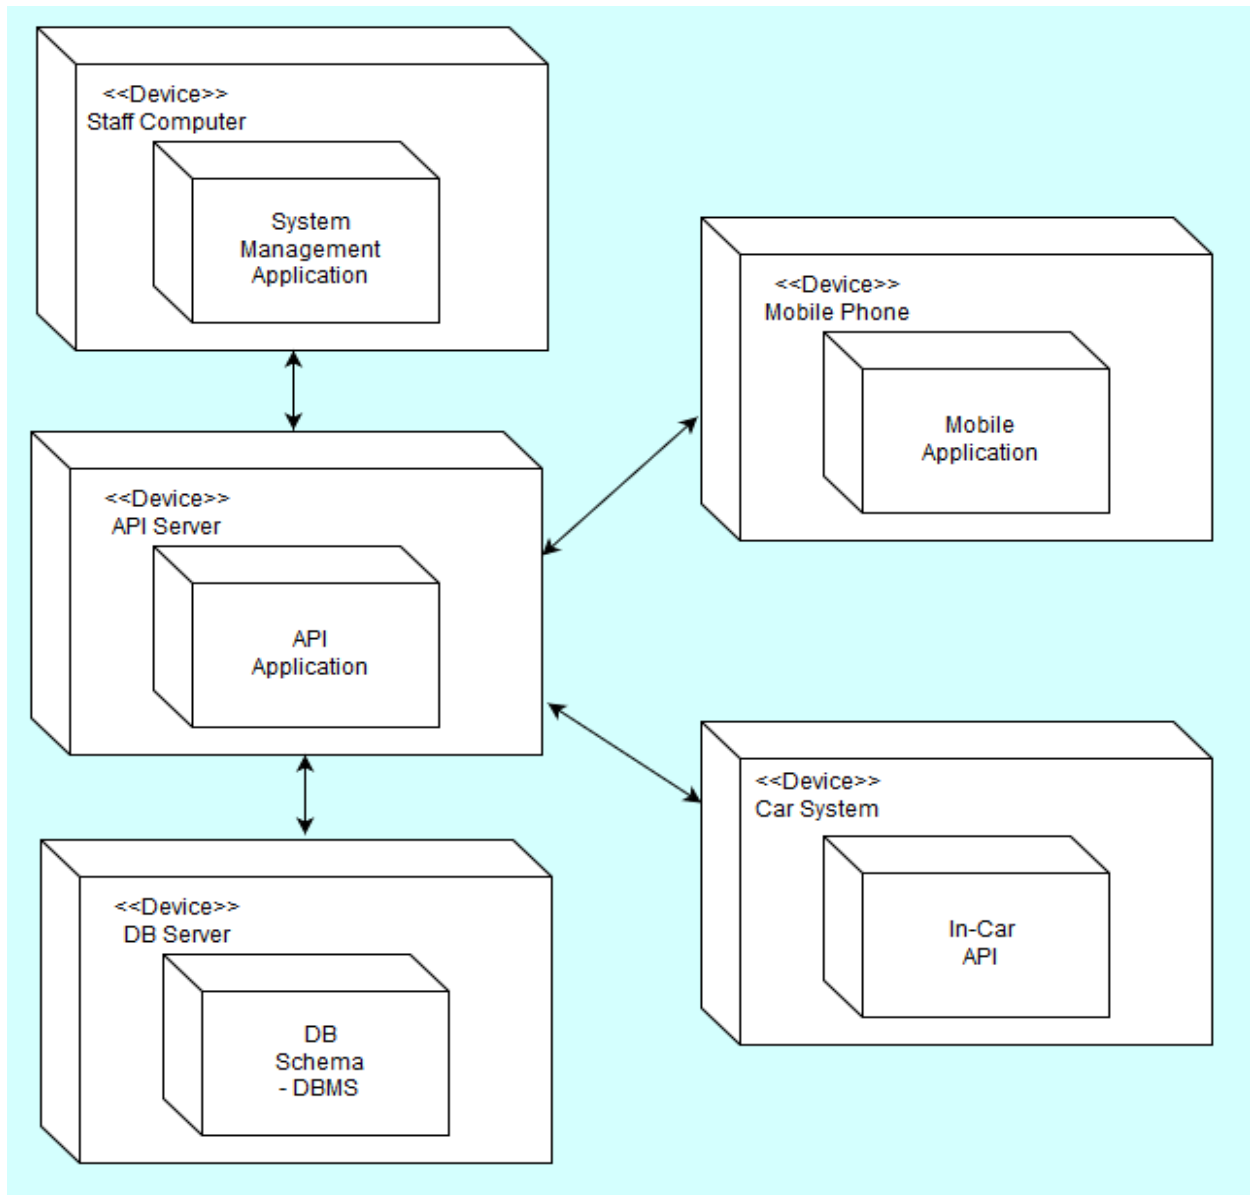 <<Device>>
Staff Computer
System
Management
Application
<<Device>>
Mobile Phone
Mobile
Application
<<Device>>
API Server
API
Application
<<Device>>
Car System
In-Car
API
<<Device>>
DB Server
DB
Schema
- DBMS